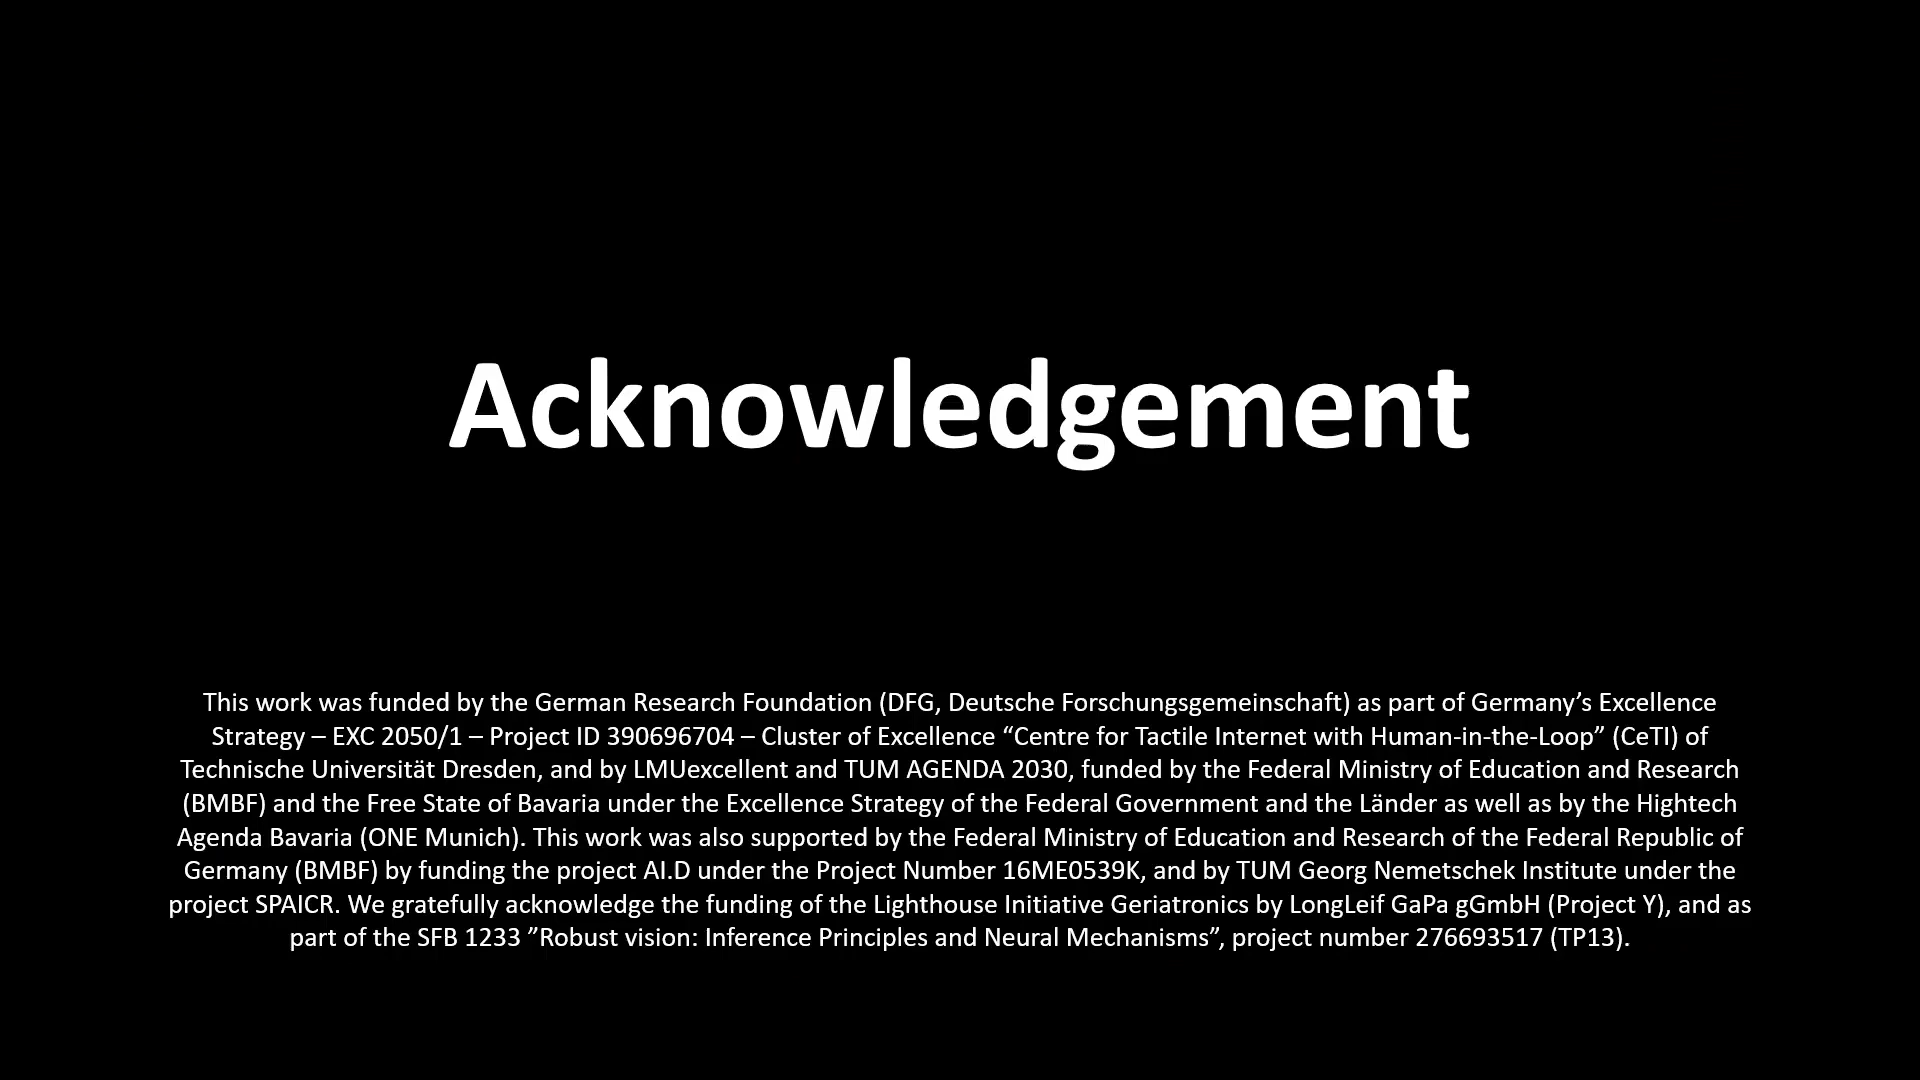 Acknowledgement
This work was funded by the German Research Foundation (DFG, Deutsche Forschungsgemeinschaft) as part of Germany’s Excellence
Strategy – EXC 2050/1 – Project ID 390696704 – Cluster of Excellence “Centre for Tactile Internet with Human-in-the-Loop” (CeTI) of
Technische Universität Dresden, and by LMUexcellent and TUM AGENDA 2030, funded by the Federal Ministry of Education and Research
(BMBF) and the Free State of Bavaria under the Excellence Strategy of the Federal Government and the Länder as well as by the Hightech
Agenda Bavaria (ONE Munich). This work was also supported by the Federal Ministry of Education and Research of the Federal Republic of
Germany (BMBF) by funding the project AI.D under the Project Number 16ME0539K, and by TUM Georg Nemetschek Institute under the
project SPAICR. We gratefully acknowledge the funding of the Lighthouse Initiative Geriatronics by LongLeif GaPa gGmbH (Project Y), and as
part of the SFB 1233 ”Robust vision: Inference Principles and Neural Mechanisms”, project number 276693517 (TP13).